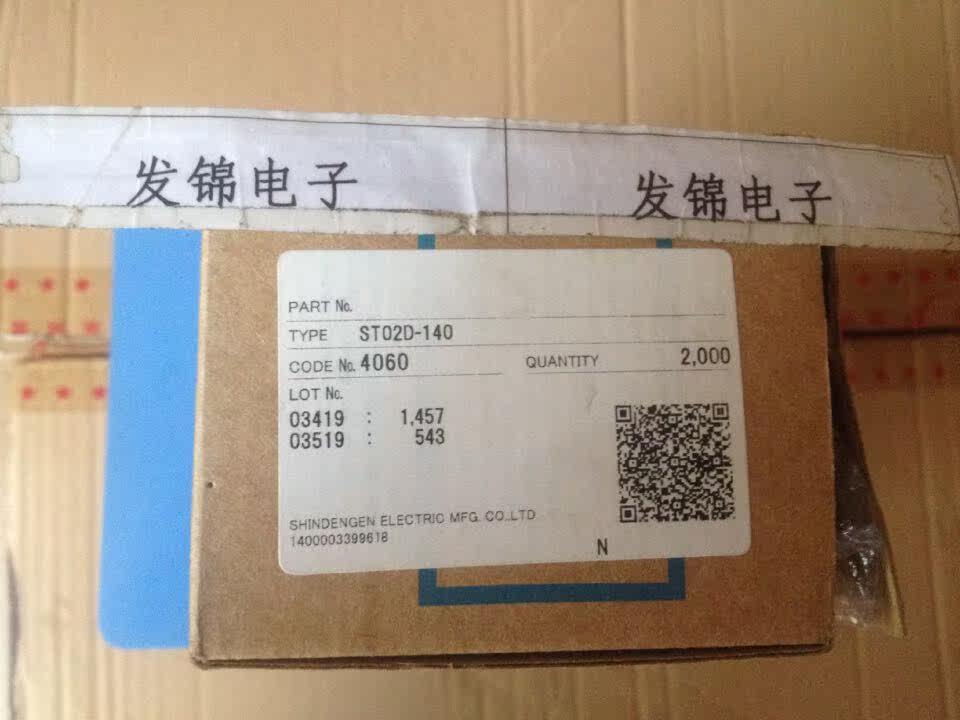 发锦电子 发锦电子
PART No.
TYPE ST02D-140
CODE No. 4060 QUANTITY 2,000
LOT No.
03419 : 1,457
03519 : 543
SHINDENGEN ELECTRIC MFG. CO.,LTD
1400003399618
N